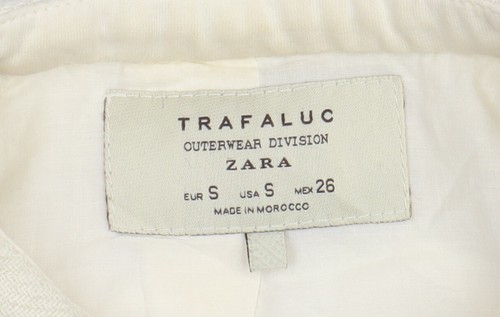 TRAFALUC
OUTERWEAR DIVISION
ZARA
EUR S USA S MEX 26
MADE IN MOROCCO